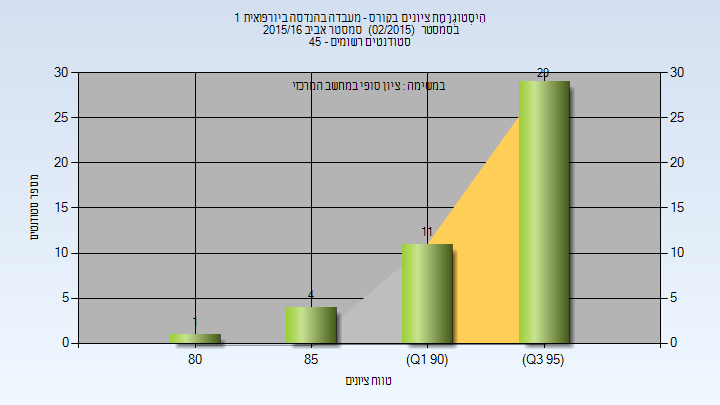 היסטוגרמת ציונים בקורס - מעבדה בהנדסה ביורפואית 1
בסמסטר (02/2015) סמסטר אביב 2015/16
סטודנטים רשומים - 45
במשימה : ציון סופי במחשב המרכזי
30 30
25 25
20 20
15 15
10 10
5 5
0 0
29
11
4
1
מספר סטודנטים
80 85 (Q1 90) (Q3 95)
טווח ציונים